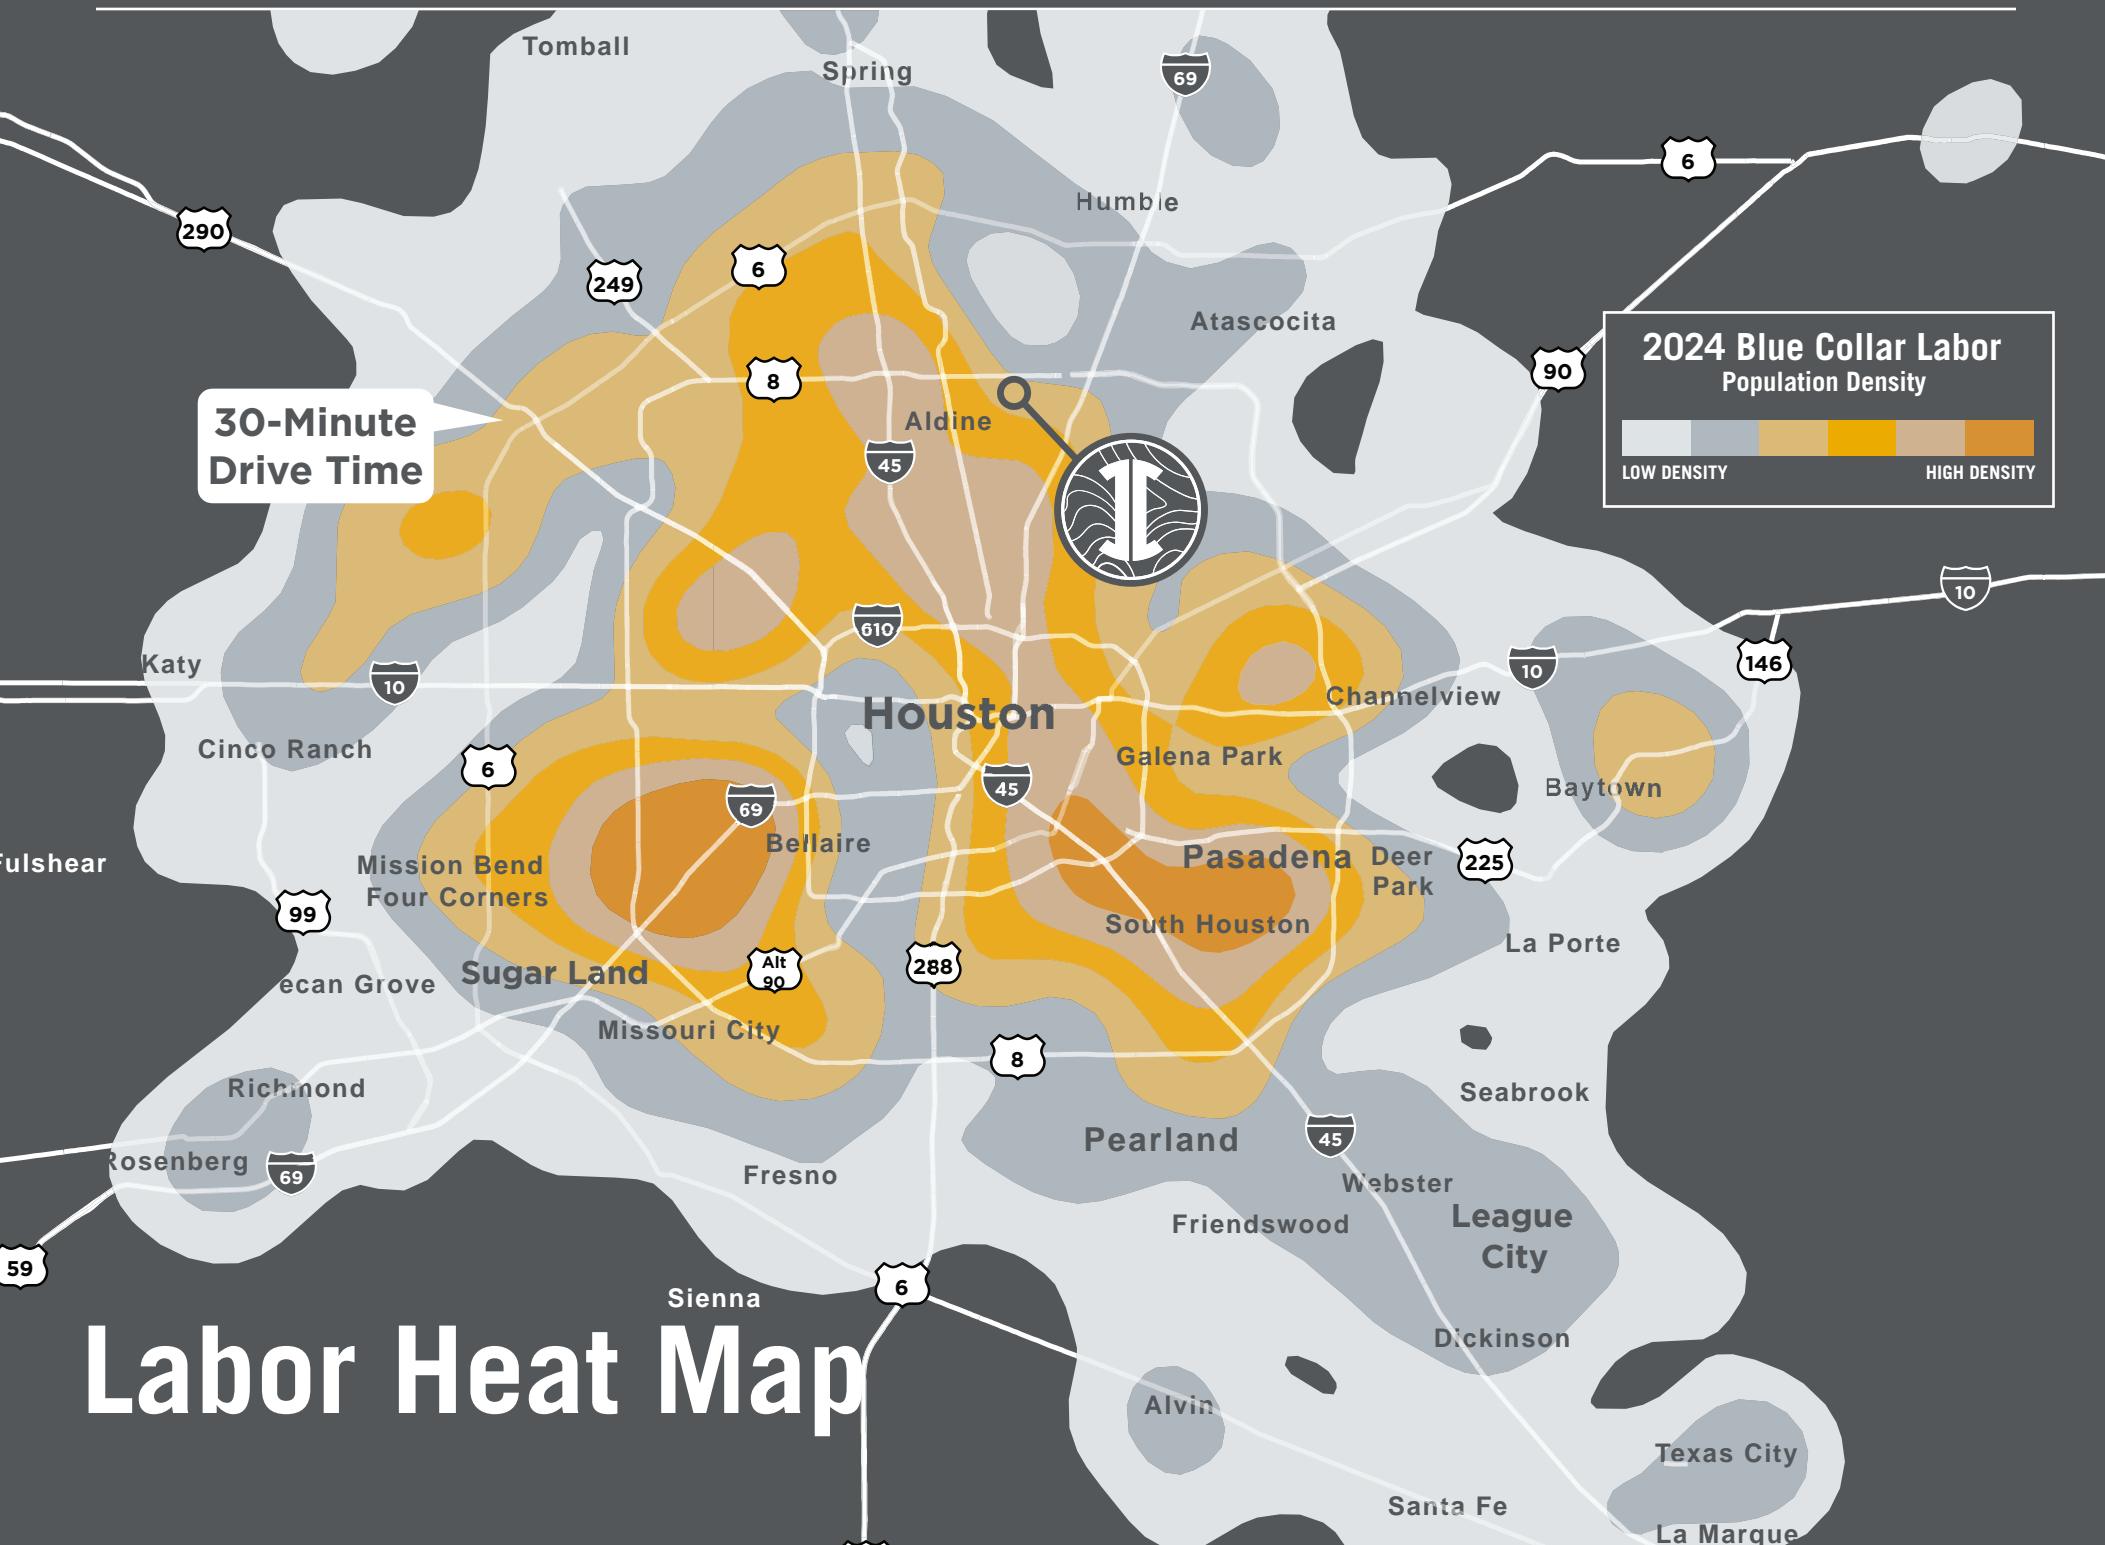 Tomball
Spring
69
6
Humble
290
249
6
Atascocita
2024 Blue Collar Labor
Population Density
LOW DENSITY
HIGH DENSITY
90
8
30-Minute
Drive Time
Aldine
45
10
610
10
146
Katy
10
Houston
Channelview
Cinco Ranch
6
Galena Park
45
Baytown
69
Bellaire
Fulshear
Mission Bend
Four Corners
Pasadena
Deer
Park
225
99
South Houston
La Porte
ecan Grove
Sugar Land
Alt
90
288
Missouri City
8
Richmond
Seabrook
Pearland
45
Rosenberg
69
Fresno
Webster
Friendswood
League
City
59
6
Sienna
Dickinson
Labor Heat Map
Alvin
Texas City
Santa Fe
La Marque